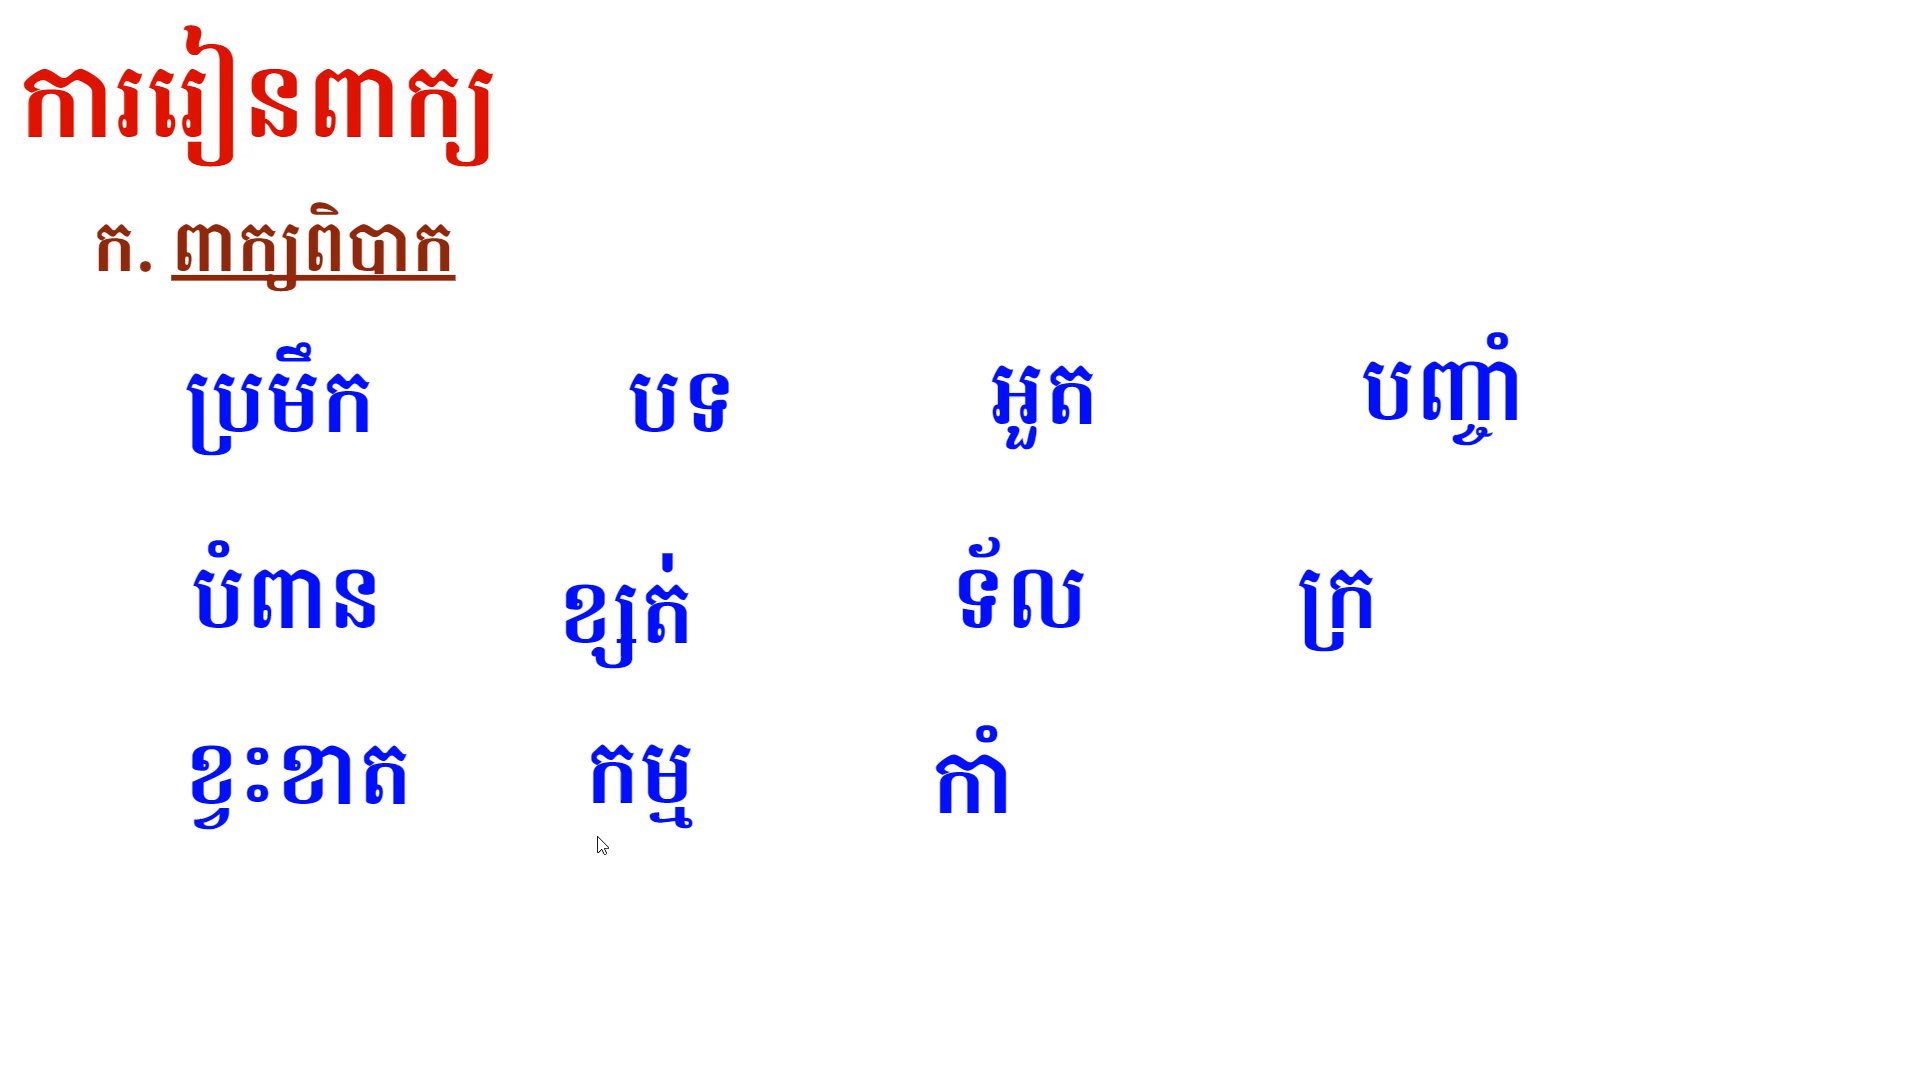 ការរៀនពាក្យ
ក. ពាក្យពិបាក
ប្រមឹក បទ អួត បញ្ចាំ
បំពាន ខ្សត់ ទ័ល ក្រ
ខ្វះខាត កម្ម កាំ